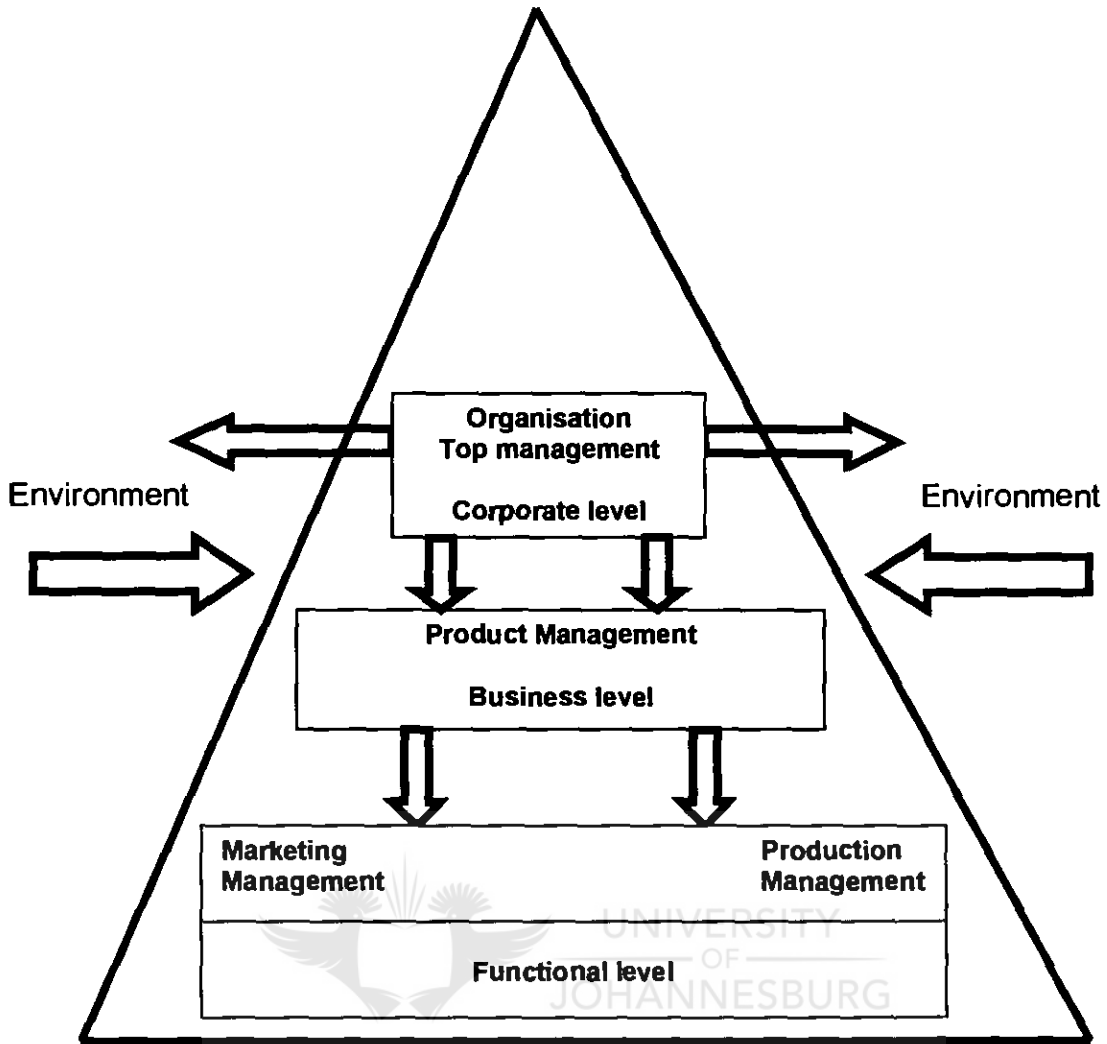 Organisation
Top management
Corporate level
Environment
Environment
Product Management
Business level
Marketing
Management
Production
Management
Functional level
UNIVERSITY
OF
JOHANNESBURG